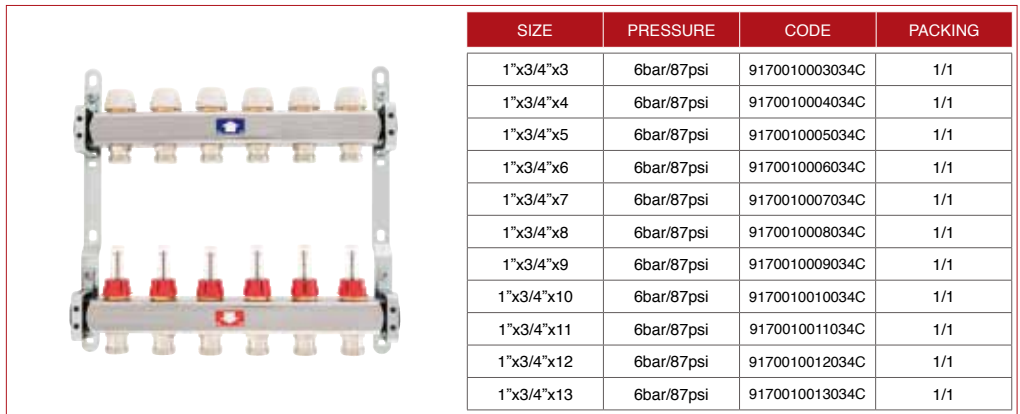 SIZE PRESSURE CODE PACKING
1”x3/4”x3 6bar/87psi 9170010003034C 1/1
1”x3/4”x4 6bar/87psi 9170010004034C 1/1
1”x3/4”x5 6bar/87psi 9170010005034C 1/1
1”x3/4”x6 6bar/87psi 9170010006034C 1/1
1”x3/4”x7 6bar/87psi 9170010007034C 1/1
1”x3/4”x8 6bar/87psi 9170010008034C 1/1
1”x3/4”x9 6bar/87psi 9170010009034C 1/1
1”x3/4”x10 6bar/87psi 9170010010034C 1/1
1”x3/4”x11 6bar/87psi 9170010011034C 1/1
1”x3/4”x12 6bar/87psi 9170010012034C 1/1
1”x3/4”x13 6bar/87psi 9170010013034C 1/1